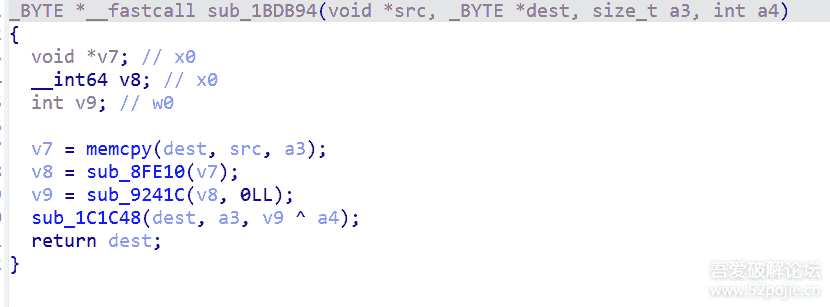 _BYTE *__fastcall sub_1BDB94(void *src, _BYTE *dest, size_t a3, int a4)
{
  void *v7; // x0
  __int64 v8; // x0
  int v9; // w0

  v7 = memcpy(dest, src, a3);
  v8 = sub_8FE10(v7);
  v9 = sub_9241C(v8, 0LL);
  sub_1C1C48(dest, a3, v9 ^ a4);
  return dest;
}
吾爱破解论坛
www.52pojie.cn